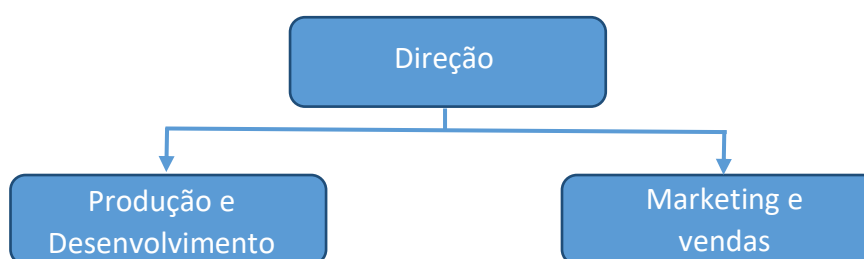 Direção
Produção e
Desenvolvimento
Marketing e
vendas